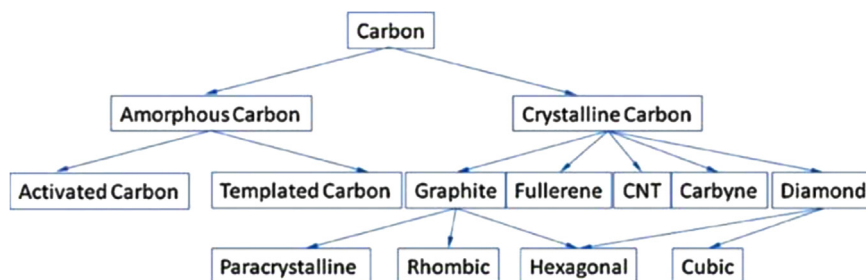 Carbon
Amorphous Carbon
Crystalline Carbon
Activated Carbon
Templated Carbon
Graphite
Fullerene
CNT
Carbyne
Diamond
Paracrystalline
Rhombic
Hexagonal
Cubic